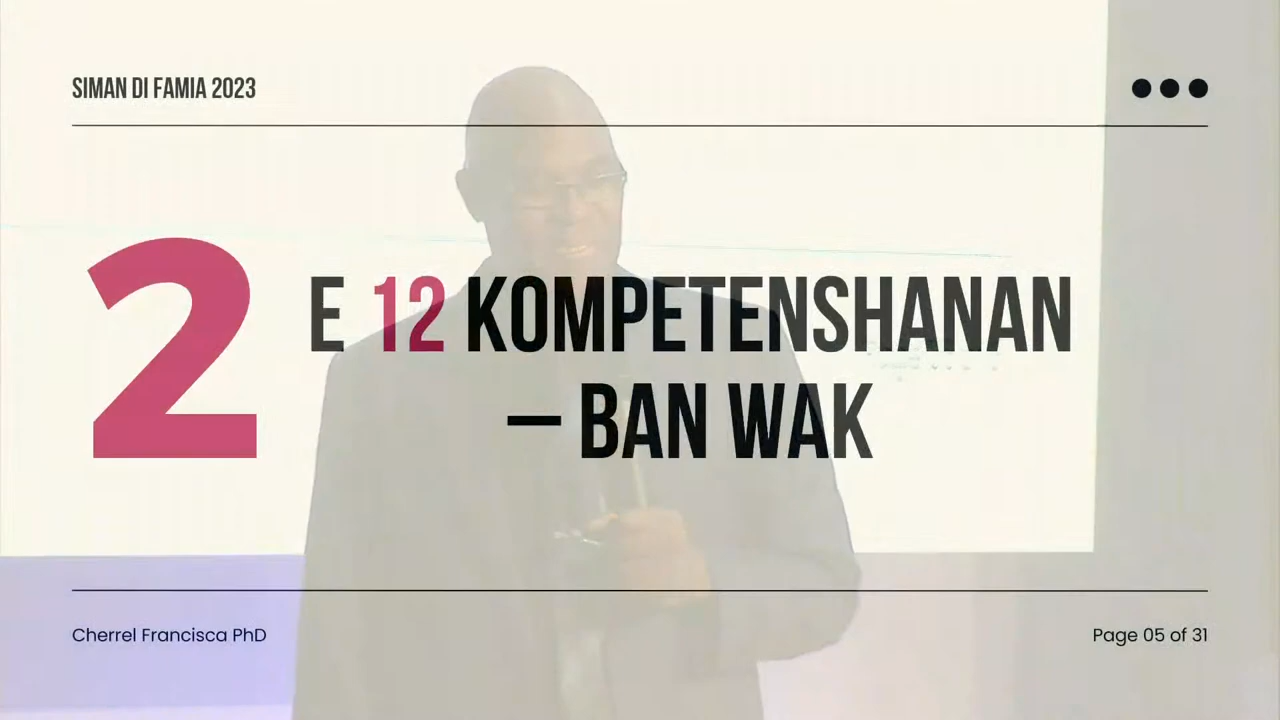 SIMAN DI FAMIA 2023
2
E 12 KOMPETENSHANAN
– BAN WAK
Cherrel Francisca PhD
Page 05 of 31